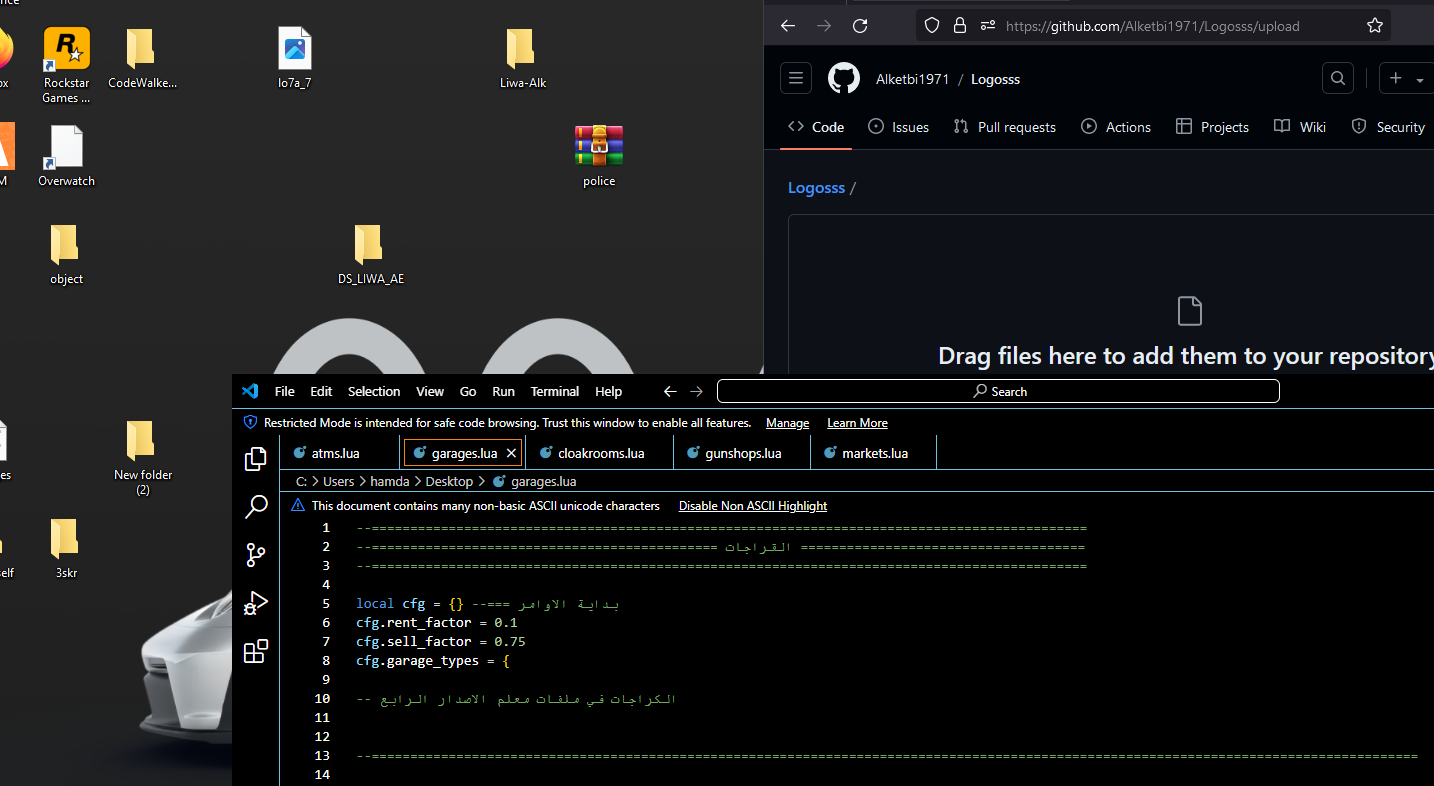 Rockstar
Games ...
CodeWalke...
lo7a_7
Liwa-Alk
Overwatch
police
object
DS_LIWA_AE
New folder
(2)
3skr
https://github.com/Alketbi1971/Logosss/upload
Alketbi1971 / Logosss
Code Issues Pull requests Actions Projects Wiki Security
Logosss /
Drag files here to add them to your repository
File Edit Selection View Go Run Terminal Help Search
Restricted Mode is intended for safe code browsing. Trust this window to enable all features. Manage Learn More
atms.lua garages.lua cloakrooms.lua gunshops.lua markets.lua
C: > Users > hamda > Desktop > garages.lua
This document contains many non-basic ASCII unicode characters Disable Non ASCII Highlight
1 --=============================================================================================
2 --============================================= القراجات =====================================
3 --=============================================================================================
4
5 local cfg = {} --=== بداية الاوامر
6 cfg.rent_factor = 0.1
7 cfg.sell_factor = 0.75
8 cfg.garage_types = {
9
10 -- الكراجات في ملفات معلم الاصدار الرابع
11
12
13 --========================================================================================================================================
14